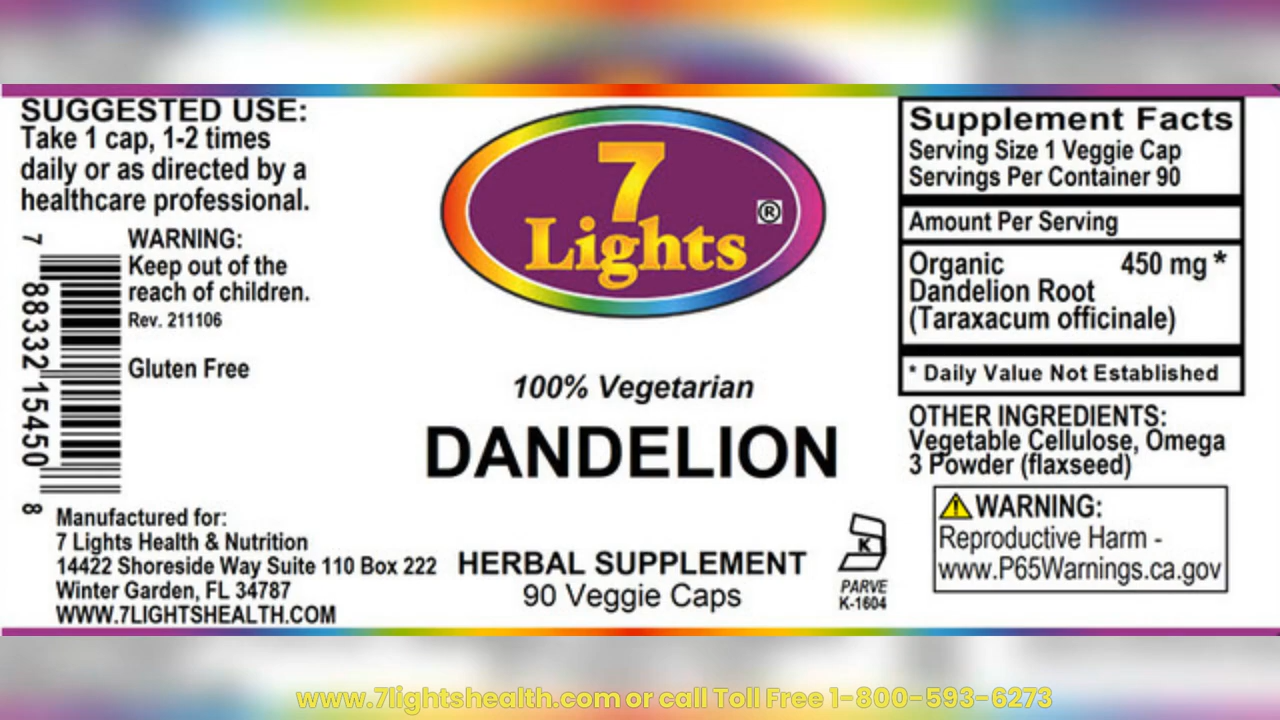 SUGGESTED USE:
Take 1 cap, 1-2 times
daily or as directed by a
healthcare professional.
WARNING:
Keep out of the
reach of children.
Rev. 211106
Gluten Free
7 88332 15450 8
Manufactured for:
7 Lights Health & Nutrition
14422 Shoreside Way Suite 110 Box 222
Winter Garden, FL 34787
WWW.7LIGHTSHEALTH.COM
7
Lights ®
100% Vegetarian
DANDELION
HERBAL SUPPLEMENT
90 Veggie Caps
K
PARVE
K-1604
Supplement Facts
Serving Size 1 Veggie Cap
Servings Per Container 90
Amount Per Serving
Organic 450 mg *
Dandelion Root
(Taraxacum officinale)
* Daily Value Not Established
OTHER INGREDIENTS:
Vegetable Cellulose, Omega
3 Powder (flaxseed)
WARNING:
Reproductive Harm -
www.P65Warnings.ca.gov
www.7lightshealth.com or call Toll Free 1-800-593-6273